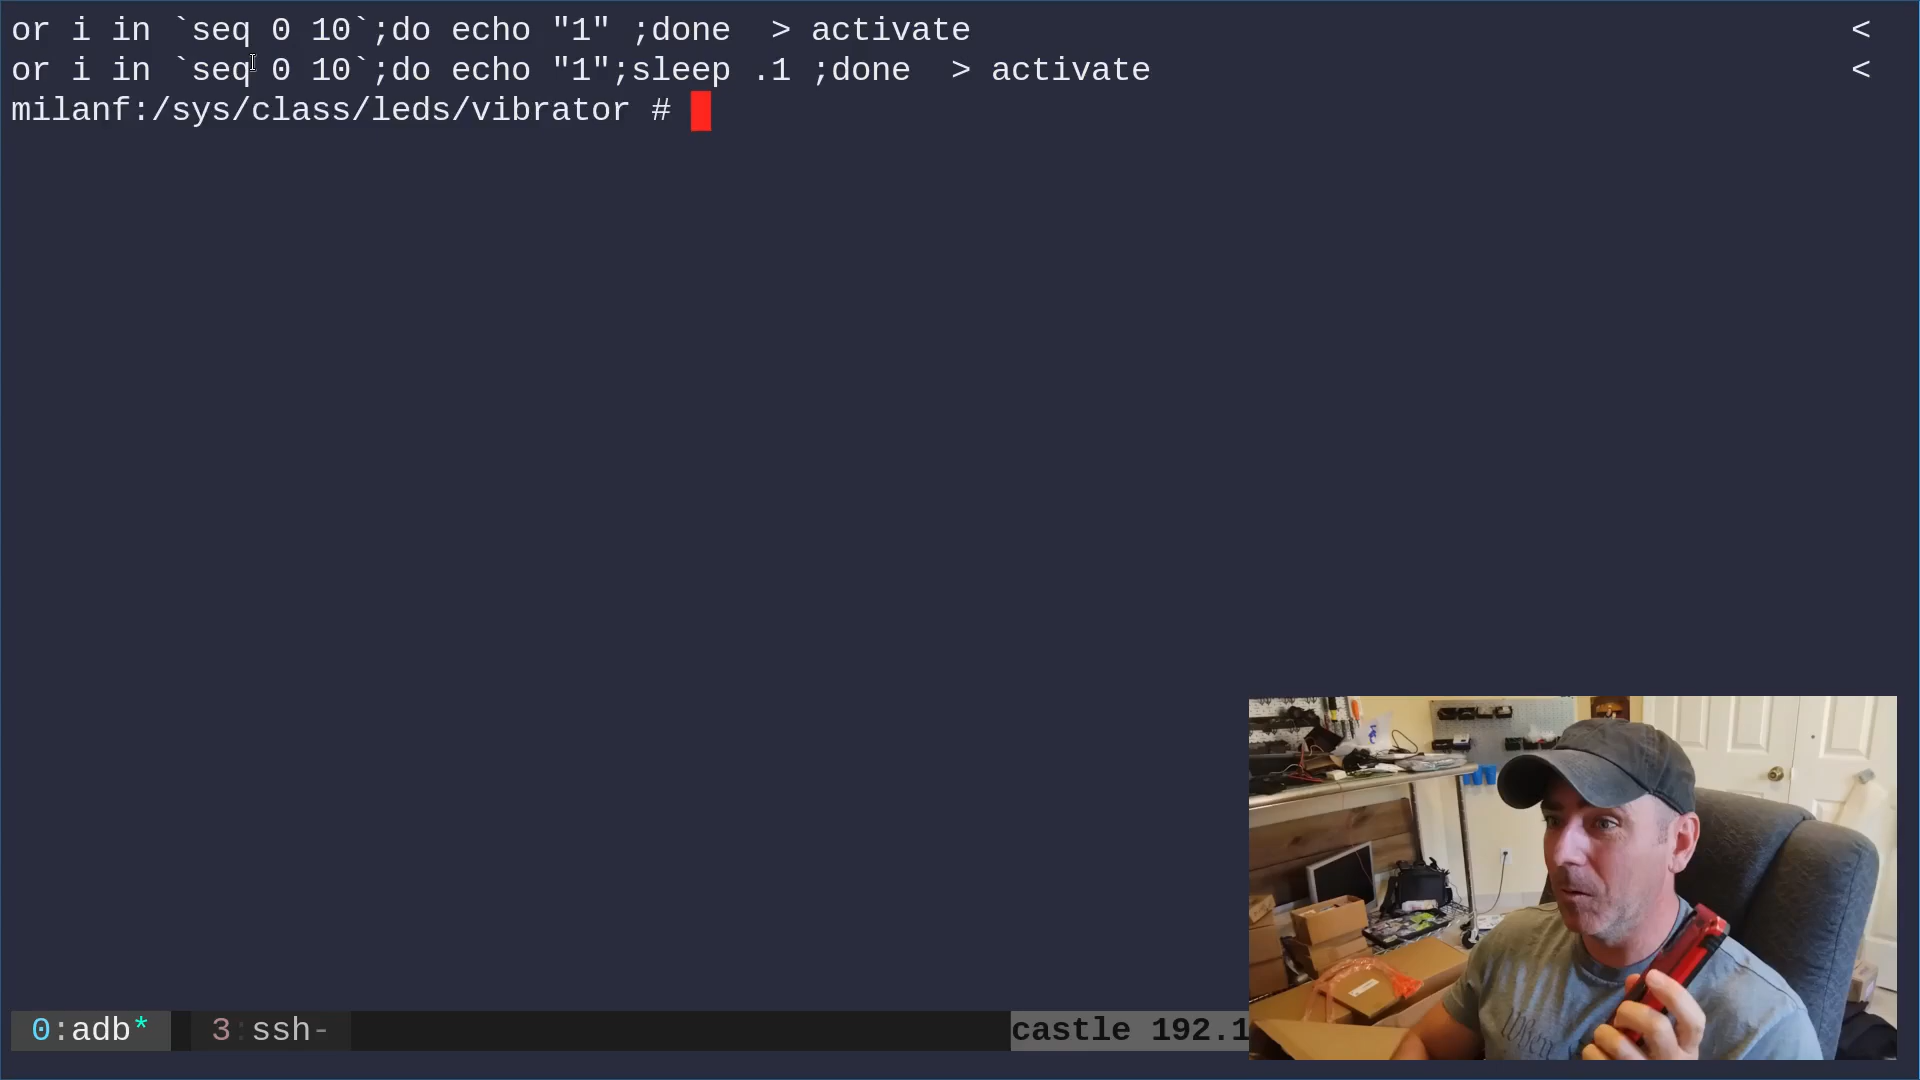 or i in `seq 0 10`;do echo "1" ;done  > activate <
or i in `seq 0 10`;do echo "1";sleep .1 ;done  > activate <
milanf:/sys/class/leds/vibrator #
0:adb* 3:ssh- castle 192.1